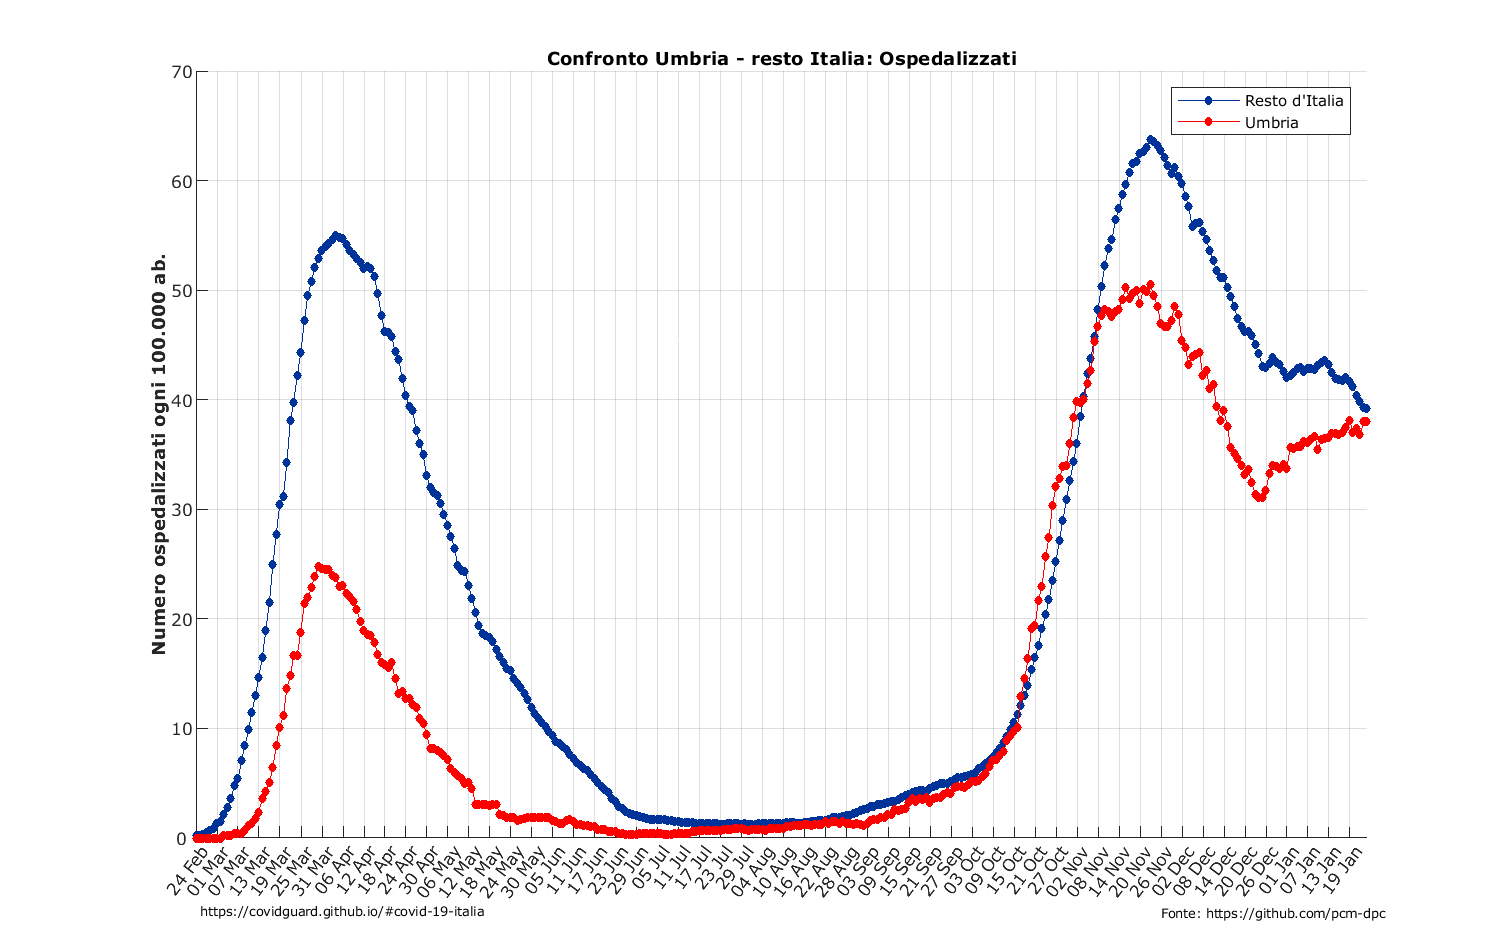 Confronto Umbria - resto Italia: Ospedalizzati
Numero ospedalizzati ogni 100.000 ab.
70
60
50
40
30
20
10
0
Resto d'Italia
Umbria
24 Feb
01 Mar
07 Mar
13 Mar
19 Mar
25 Mar
31 Mar
06 Apr
12 Apr
18 Apr
24 Apr
30 Apr
06 May
12 May
18 May
24 May
30 May
05 Jun
11 Jun
17 Jun
23 Jun
29 Jun
05 Jul
11 Jul
17 Jul
23 Jul
29 Jul
04 Aug
10 Aug
16 Aug
22 Aug
28 Aug
03 Sep
09 Sep
15 Sep
21 Sep
27 Sep
03 Oct
09 Oct
15 Oct
21 Oct
27 Oct
02 Nov
08 Nov
14 Nov
20 Nov
26 Nov
02 Dec
08 Dec
14 Dec
20 Dec
26 Dec
01 Jan
07 Jan
13 Jan
19 Jan
https://covidguard.github.io/#covid-19-italia
Fonte: https://github.com/pcm-dpc